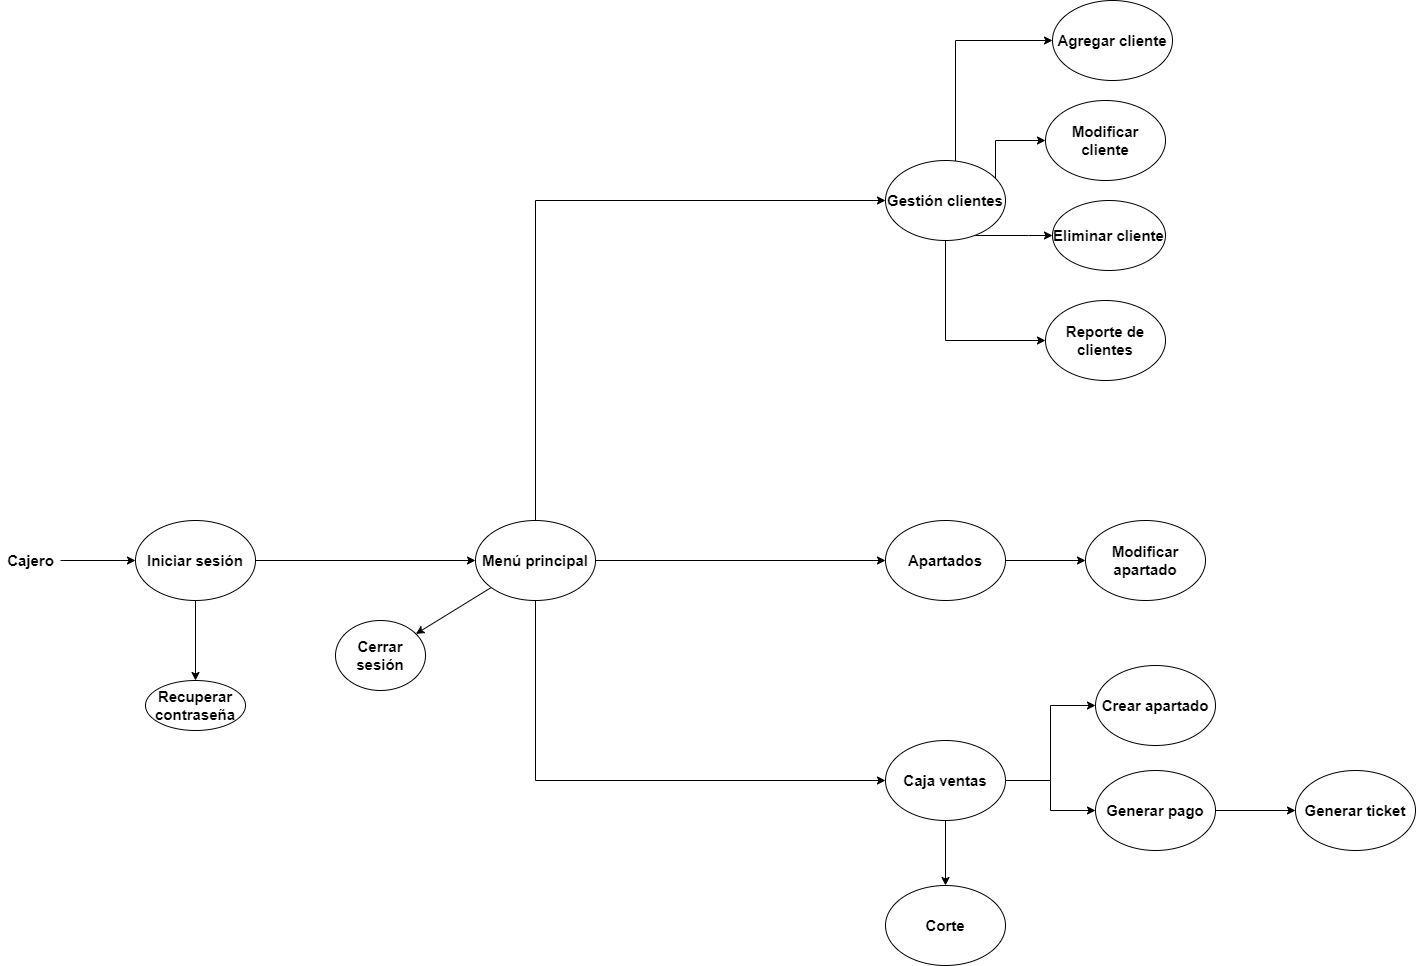 Agregar cliente
Modificar
cliente
Gestión clientes
Eliminar cliente
Reporte de
clientes
Cajero
Iniciar sesión
Menú principal
Apartados
Modificar
apartado
Cerrar
sesión
Recuperar
contraseña
Crear apartado
Caja ventas
Generar pago
Generar ticket
Corte